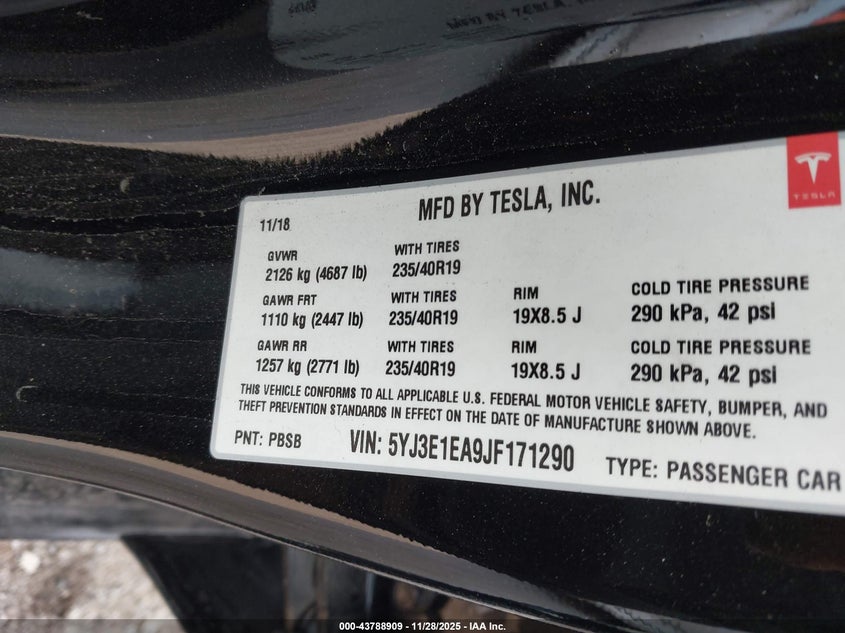 MFD BY TESLA, INC.
TESLA
11/18
GVWR
2126 kg (4687 lb)
WITH TIRES
235/40R19
GAWR FRT
1110 kg (2447 lb)
WITH TIRES
235/40R19
RIM
19X8.5 J
COLD TIRE PRESSURE
290 kPa, 42 psi
GAWR RR
1257 kg (2771 lb)
WITH TIRES
235/40R19
RIM
19X8.5 J
COLD TIRE PRESSURE
290 kPa, 42 psi
THIS VEHICLE CONFORMS TO ALL APPLICABLE U.S. FEDERAL MOTOR VEHICLE SAFETY, BUMPER, AND
THEFT PREVENTION STANDARDS IN EFFECT ON THE DATE OF MANUFACTURE SHOWN ABOVE.
PNT: PBSB VIN: 5YJ3E1EA9JF171290 TYPE: PASSENGER CAR
000-43788909 - 11/28/2025 - IAA Inc.